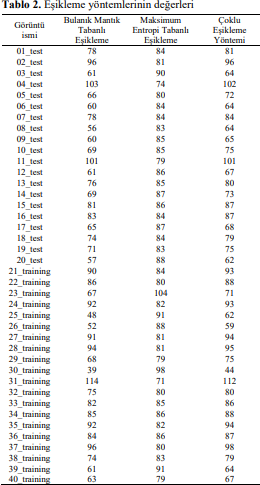 Tablo 2. Eşikleme yöntemlerinin değerleri
Görüntü ismi Bulanık Mantık Tabanlı Eşikleme Maksimum Entropi Tabanlı Eşikleme Çoklu Eşikleme Yöntemi
01_test 78 84 81
02_test 96 81 96
03_test 61 90 64
04_test 103 74 102
05_test 66 80 72
06_test 60 84 64
07_test 78 84 84
08_test 56 83 64
09_test 60 85 65
10_test 69 85 75
11_test 101 79 101
12_test 61 86 67
13_test 76 85 80
14_test 69 87 73
15_test 81 86 87
16_test 83 84 87
17_test 65 87 68
18_test 74 84 79
19_test 71 83 75
20_test 57 88 62
21_training 90 84 93
22_training 86 80 88
23_training 67 104 71
24_training 92 82 93
25_training 48 91 62
26_training 52 88 59
27_training 91 81 94
28_training 94 81 95
29_training 68 79 75
30_training 39 98 44
31_training 114 71 112
32_training 75 80 80
33_training 82 85 86
34_training 85 86 88
35_training 92 82 94
36_training 84 86 87
37_training 96 80 98
38_training 74 83 79
39_training 61 91 64
40_training 63 79 67